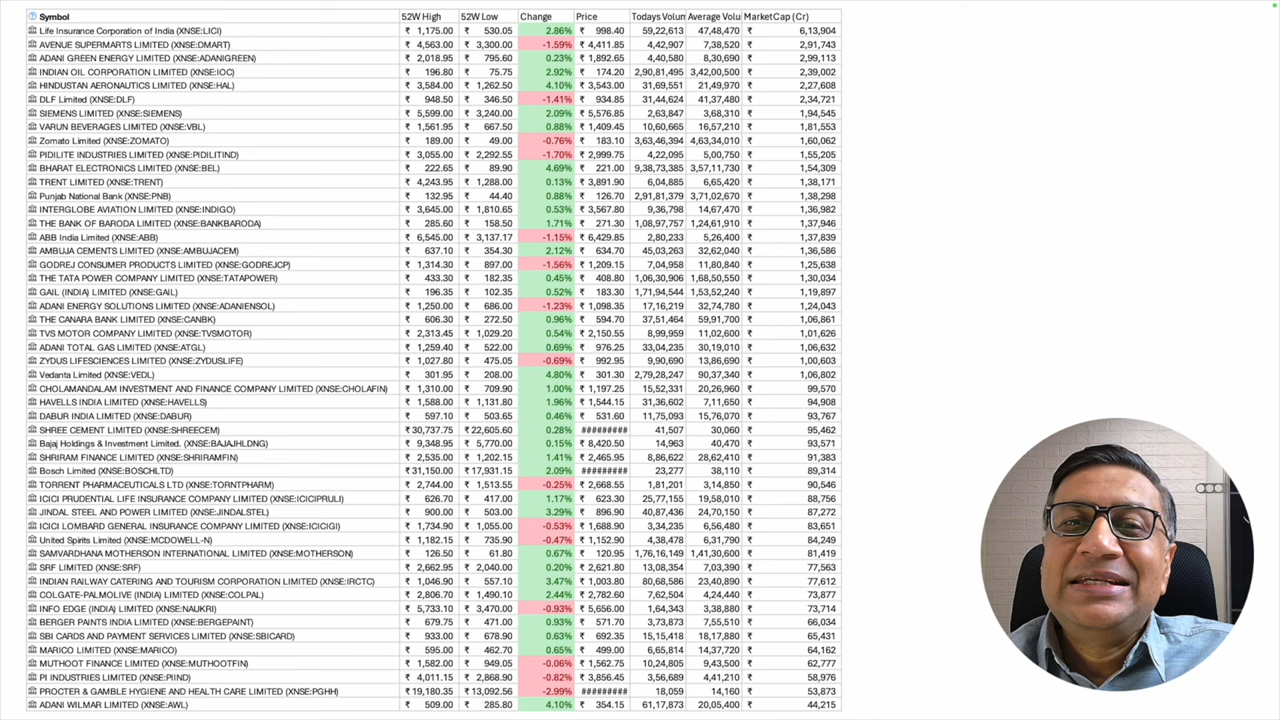 Symbol 52W High 52W Low Change Price Todays Volum Average Volu MarketCap (Cr)
Life Insurance Corporation of India (XNSE:LICI) ₹ 1,175.00 ₹ 530.05 2.86% ₹ 998.40 59,22,613 47,48,470 ₹ 6,13,904
AVENUE SUPERMARTS LIMITED (XNSE:DMART) ₹ 4,563.00 ₹ 3,300.00 -1.59% ₹ 4,411.85 4,42,907 7,38,520 ₹ 2,91,743
ADANI GREEN ENERGY LIMITED (XNSE:ADANIGREEN) ₹ 2,018.95 ₹ 795.60 0.23% ₹ 1,892.65 4,40,580 8,30,690 ₹ 2,99,113
INDIAN OIL CORPORATION LIMITED (XNSE:IOC) ₹ 196.80 ₹ 75.75 2.92% ₹ 174.20 2,90,81,495 3,42,00,500 ₹ 2,39,002
HINDUSTAN AERONAUTICS LIMITED (XNSE:HAL) ₹ 3,584.00 ₹ 1,262.50 4.10% ₹ 3,543.00 31,69,551 21,49,970 ₹ 2,27,608
DLF Limited (XNSE:DLF) ₹ 948.50 ₹ 346.50 -1.41% ₹ 934.85 31,44,624 41,37,480 ₹ 2,34,721
SIEMENS LIMITED (XNSE:SIEMENS) ₹ 5,599.00 ₹ 3,240.00 2.09% ₹ 5,576.85 2,63,847 3,68,310 ₹ 1,94,545
VARUN BEVERAGES LIMITED (XNSE:VBL) ₹ 1,561.95 ₹ 667.50 0.88% ₹ 1,409.45 10,60,665 16,57,210 ₹ 1,81,553
Zomato Limited (XNSE:ZOMATO) ₹ 189.00 ₹ 49.00 -0.76% ₹ 183.10 3,63,46,394 4,63,34,010 ₹ 1,60,062
PIDILITE INDUSTRIES LIMITED (XNSE:PIDILITIND) ₹ 3,055.00 ₹ 2,292.55 -1.70% ₹ 2,999.75 4,22,095 5,00,750 ₹ 1,55,205
BHARAT ELECTRONICS LIMITED (XNSE:BEL) ₹ 222.65 ₹ 89.90 4.69% ₹ 221.00 9,38,73,385 3,57,11,730 ₹ 1,54,309
TRENT LIMITED (XNSE:TRENT) ₹ 4,243.95 ₹ 1,288.00 0.13% ₹ 3,891.90 6,04,885 6,65,420 ₹ 1,38,171
Punjab National Bank (XNSE:PNB) ₹ 132.95 ₹ 44.40 0.88% ₹ 126.70 2,91,81,379 3,71,02,670 ₹ 1,38,298
INTERGLOBE AVIATION LIMITED (XNSE:INDIGO) ₹ 3,645.00 ₹ 1,810.65 0.53% ₹ 3,567.80 9,36,798 14,67,470 ₹ 1,36,982
THE BANK OF BARODA LIMITED (XNSE:BANKBARODA) ₹ 285.60 ₹ 158.50 1.71% ₹ 271.30 1,08,97,757 1,24,61,910 ₹ 1,37,946
ABB India Limited (XNSE:ABB) ₹ 6,545.00 ₹ 3,137.17 -1.15% ₹ 6,429.85 2,80,233 5,26,400 ₹ 1,37,839
AMBUJA CEMENTS LIMITED (XNSE:AMBUJACEM) ₹ 637.10 ₹ 354.30 2.12% ₹ 634.70 45,03,263 32,62,040 ₹ 1,36,586
GODREJ CONSUMER PRODUCTS LIMITED (XNSE:GODREJCP) ₹ 1,314.30 ₹ 897.00 -1.56% ₹ 1,209.15 7,04,958 11,80,840 ₹ 1,25,638
THE TATA POWER COMPANY LIMITED (XNSE:TATAPOWER) ₹ 433.30 ₹ 182.35 0.45% ₹ 408.80 1,06,30,906 1,68,50,550 ₹ 1,30,034
GAIL (INDIA) LIMITED (XNSE:GAIL) ₹ 196.35 ₹ 102.35 0.52% ₹ 183.30 1,71,94,544 1,53,52,240 ₹ 1,19,897
ADANI ENERGY SOLUTIONS LIMITED (XNSE:ADANIENSOL) ₹ 1,250.00 ₹ 686.00 -1.23% ₹ 1,098.35 17,16,219 32,74,780 ₹ 1,24,043
THE CANARA BANK LIMITED (XNSE:CANBK) ₹ 606.30 ₹ 272.50 0.96% ₹ 594.70 37,51,464 59,91,700 ₹ 1,06,861
TVS MOTOR COMPANY LIMITED (XNSE:TVSMOTOR) ₹ 2,313.45 ₹ 1,029.20 0.54% ₹ 2,150.55 8,99,959 11,02,600 ₹ 1,01,626
ADANI TOTAL GAS LIMITED (XNSE:ATGL) ₹ 1,259.40 ₹ 522.00 0.69% ₹ 976.25 33,04,235 30,19,010 ₹ 1,06,632
ZYDUS LIFESCIENCES LIMITED (XNSE:ZYDUSLIFE) ₹ 1,027.80 ₹ 475.05 -0.69% ₹ 992.95 9,90,690 13,86,690 ₹ 1,00,603
Vedanta Limited (XNSE:VEDL) ₹ 301.95 ₹ 208.00 4.80% ₹ 301.30 2,79,28,247 90,37,340 ₹ 1,06,802
CHOLAMANDALAM INVESTMENT AND FINANCE COMPANY LIMITED (XNSE:CHOLAFIN) ₹ 1,310.00 ₹ 709.90 1.00% ₹ 1,197.25 15,52,331 20,26,960 ₹ 99,570
HAVELLS INDIA LIMITED (XNSE:HAVELLS) ₹ 1,588.00 ₹ 1,131.80 1.96% ₹ 1,544.15 31,36,602 7,11,650 ₹ 94,908
DABUR INDIA LIMITED (XNSE:DABUR) ₹ 597.10 ₹ 503.65 0.46% ₹ 531.60 11,75,093 15,76,070 ₹ 93,767
SHREE CEMENT LIMITED (XNSE:SHREECEM) ₹ 30,737.75 ₹ 22,605.60 0.28% ######### 41,507 30,060 ₹ 95,462
Bajaj Holdings & Investment Limited. (XNSE:BAJAJHLDNG) ₹ 9,348.95 ₹ 5,770.00 0.15% ₹ 8,420.50 14,963 40,470 ₹ 93,571
SHRIRAM FINANCE LIMITED (XNSE:SHRIRAMFIN) ₹ 2,535.00 ₹ 1,202.15 1.41% ₹ 2,465.95 8,86,622 28,62,410 ₹ 91,383
Bosch Limited (XNSE:BOSCHLTD) ₹ 31,150.00 ₹ 17,931.15 2.09% ######### 23,277 38,110 ₹ 89,314
TORRENT PHARMACEUTICALS LTD (XNSE:TORNTPHARM) ₹ 2,744.00 ₹ 1,513.55 -0.25% ₹ 2,668.55 1,81,201 3,14,850 ₹ 90,546
ICICI PRUDENTIAL LIFE INSURANCE COMPANY LIMITED (XNSE:ICICIPRULI) ₹ 626.70 ₹ 417.00 1.17% ₹ 623.30 25,77,155 19,58,010 ₹ 88,756
JINDAL STEEL AND POWER LIMITED (XNSE:JINDALSTEL) ₹ 900.00 ₹ 503.00 3.29% ₹ 896.90 40,87,436 24,70,150 ₹ 87,272
ICICI LOMBARD GENERAL INSURANCE COMPANY LIMITED (XNSE:ICICIGI) ₹ 1,734.90 ₹ 1,055.00 -0.53% ₹ 1,688.90 3,34,235 6,56,480 ₹ 83,651
United Spirits Limited (XNSE:MCDOWELL-N) ₹ 1,182.15 ₹ 735.90 -0.47% ₹ 1,152.90 4,38,478 6,31,790 ₹ 84,249
SAMVARDHANA MOTHERSON INTERNATIONAL LIMITED (XNSE:MOTHERSON) ₹ 126.50 ₹ 61.80 0.67% ₹ 120.95 1,76,16,149 1,41,30,600 ₹ 81,419
SRF LIMITED (XNSE:SRF) ₹ 2,662.95 ₹ 2,040.00 0.20% ₹ 2,621.80 13,08,354 7,03,390 ₹ 77,563
INDIAN RAILWAY CATERING AND TOURISM CORPORATION LIMITED (XNSE:IRCTC) ₹ 1,046.90 ₹ 557.10 3.47% ₹ 1,003.80 80,68,586 23,40,890 ₹ 77,612
COLGATE-PALMOLIVE (INDIA) LIMITED (XNSE:COLPAL) ₹ 2,806.70 ₹ 1,490.10 2.44% ₹ 2,782.60 7,62,504 4,24,440 ₹ 73,877
INFO EDGE (INDIA) LIMITED (XNSE:NAUKRI) ₹ 5,733.10 ₹ 3,470.00 -0.93% ₹ 5,656.00 1,64,343 3,38,880 ₹ 73,714
BERGER PAINTS INDIA LIMITED (XNSE:BERGEPAINT) ₹ 679.75 ₹ 471.00 0.93% ₹ 571.70 3,73,873 7,55,510 ₹ 66,034
SBI CARDS AND PAYMENT SERVICES LIMITED (XNSE:SBICARD) ₹ 933.00 ₹ 678.90 0.63% ₹ 692.35 15,15,418 18,17,880 ₹ 65,431
MARICO LIMITED (XNSE:MARICO) ₹ 595.00 ₹ 462.70 0.65% ₹ 499.00 6,65,814 14,37,720 ₹ 64,162
MUTHOOT FINANCE LIMITED (XNSE:MUTHOOTFIN) ₹ 1,582.00 ₹ 949.05 -0.06% ₹ 1,562.75 10,24,805 9,43,500 ₹ 62,777
PI INDUSTRIES LIMITED (XNSE:PIIND) ₹ 4,011.15 ₹ 2,868.90 -0.82% ₹ 3,856.45 3,56,689 4,41,210 ₹ 58,976
PROCTER & GAMBLE HYGIENE AND HEALTH CARE LIMITED (XNSE:PGHH) ₹ 19,180.35 ₹ 13,092.56 -2.99% ######### 18,059 14,160 ₹ 53,873
ADANI WILMAR LIMITED (XNSE:AWL) ₹ 509.00 ₹ 285.80 4.10% ₹ 354.15 61,17,873 20,05,400 ₹ 44,215